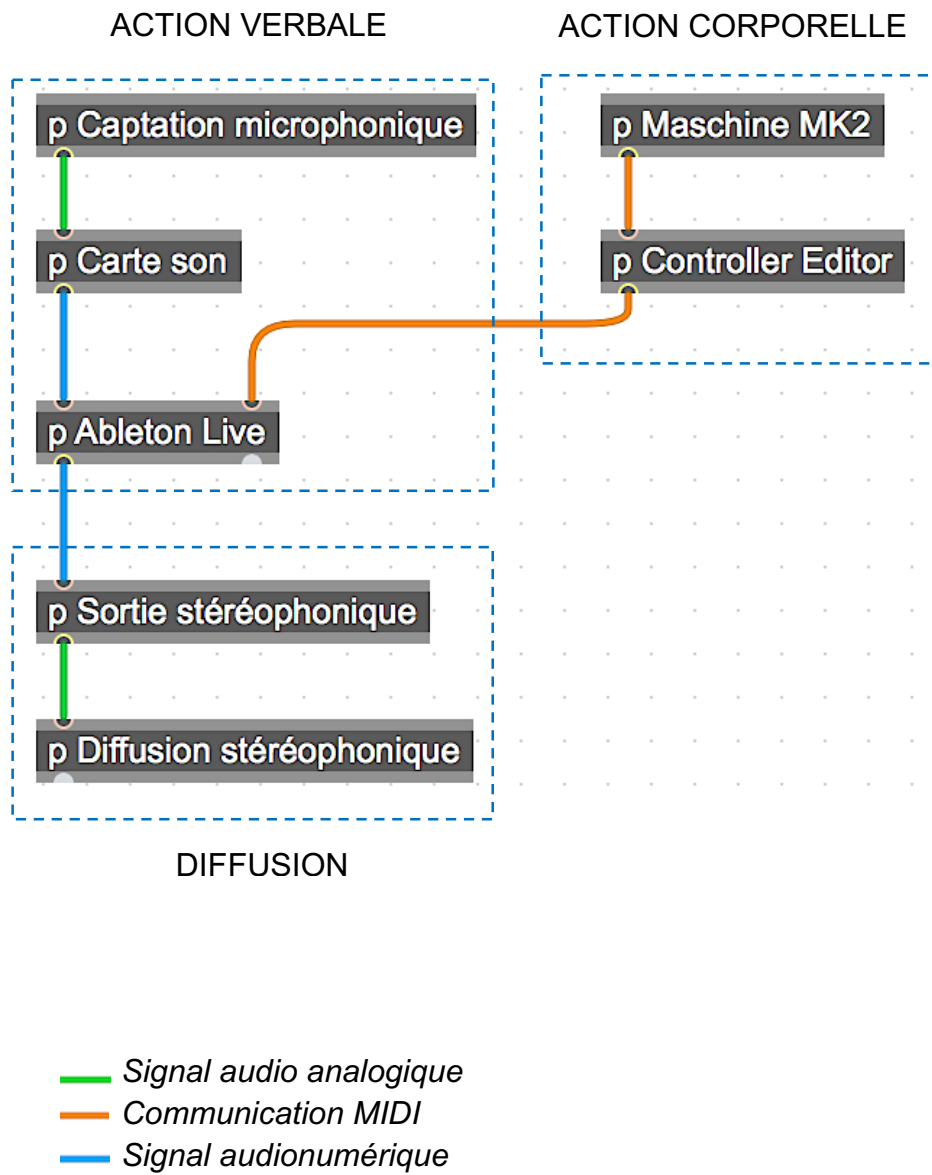 ACTION VERBALE
ACTION CORPORELLE
p Captation microphonique
p Maschine MK2
p Carte son
p Controller Editor
p Ableton Live
p Sortie stéréophonique
p Diffusion stéréophonique
DIFFUSION
Signal audio analogique
Communication MIDI
Signal audionumérique